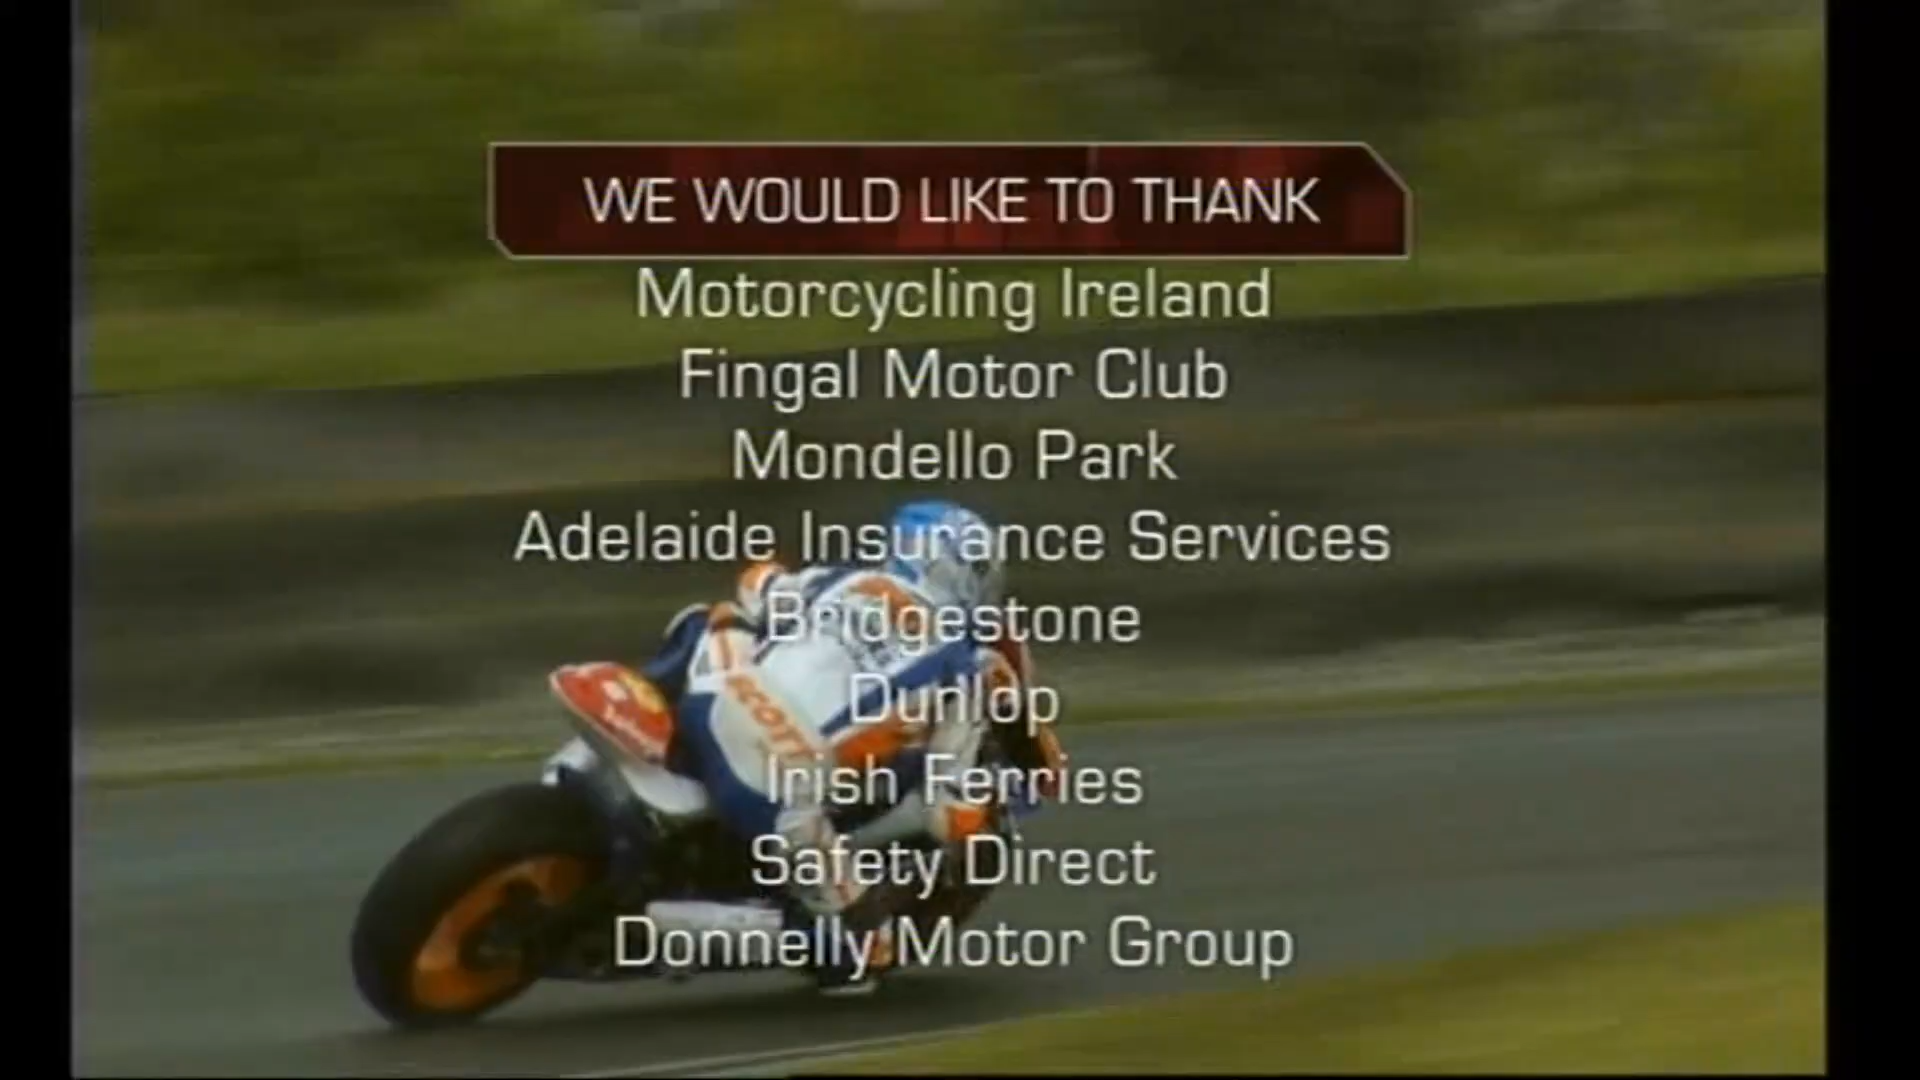 WE WOULD LIKE TO THANK
Motorcycling Ireland
Fingal Motor Club
Mondello Park
Adelaide Insurance Services
Bridgestone
Dunlop
Irish Ferries
Safety Direct
Donnelly Motor Group
SCOTT